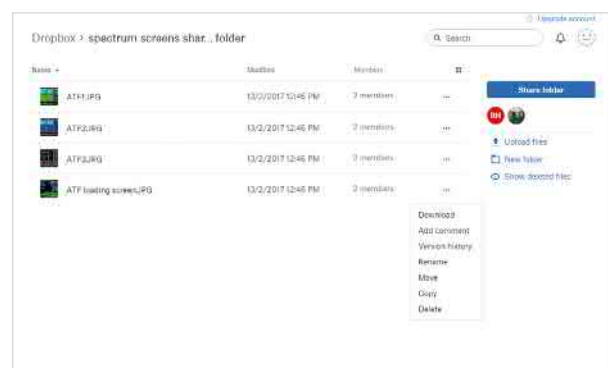 Upgrade account
Dropbox > spectrum screens shar... folder
Search
Name
Modified
Members
ATF1.JPG
13/2/2017 12:46 PM
2 members
...
ATF2.JPG
13/2/2017 12:46 PM
2 members
...
ATF3.JPG
13/2/2017 12:46 PM
2 members
...
ATF loading screen.JPG
13/2/2017 12:46 PM
2 members
...
Download
Add comment
Version history
Rename
Move
Copy
Delete
Share folder
RH
Upload files
New folder
Show deleted files